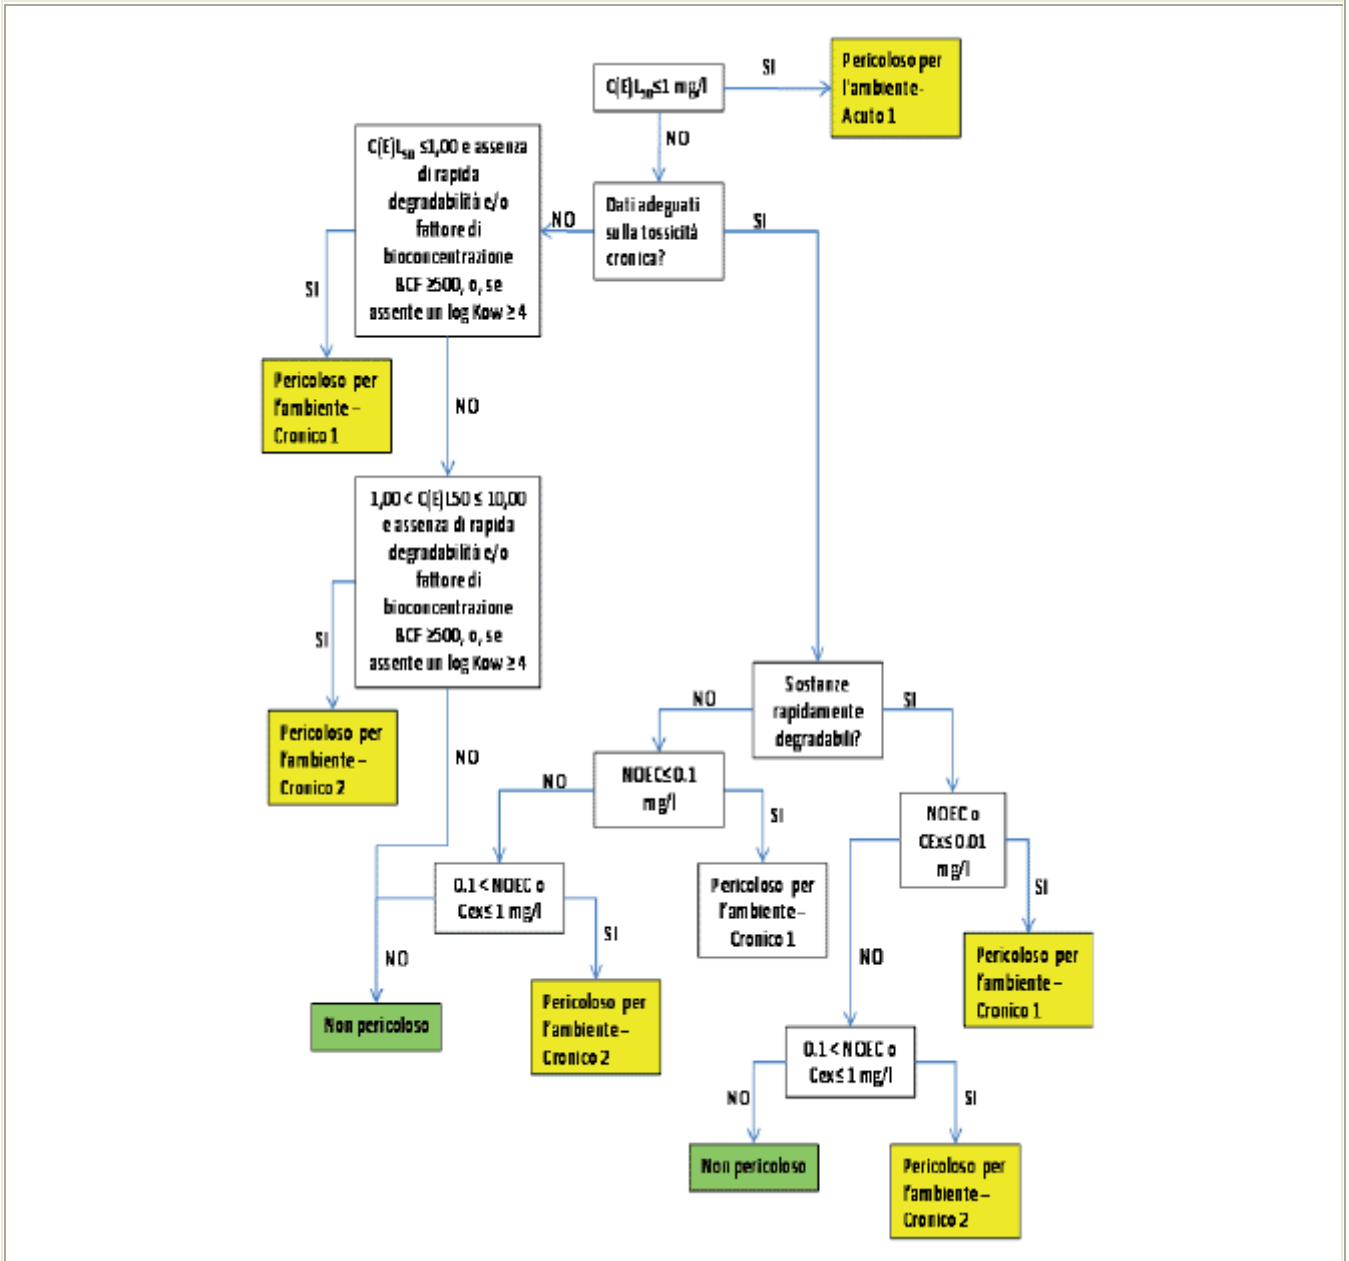 C(E)L50≤1 mg/l
SI
Pericoloso per
l'ambiente-
Acuto 1
NO
C(E)L50 ≤1,00 e assenza
di rapida
degradabilità e/o
fattore di
bioconcentrazione
BCF ≥500, o, se
assente un log Kow ≥ 4
NO
Dati adeguati
sulla tossicità
cronica?
SI
SI
Pericoloso per
l'ambiente –
Cronico 1
NO
1,00 < C(E)L50 ≤ 10,00
e assenza di rapida
degradabilità e/o
fattore di
bioconcentrazione
BCF ≥500, o, se
assente un log Kow ≥ 4
SI
Pericoloso per
l'ambiente –
Cronico 2
NO
Sostanze
rapidamente
degradabili?
NO
SI
NOEC≤0.1
mg/l
NO
SI
NOEC o
CEx≤ 0.01
mg/l
0.1 < NOEC o
Cex≤ 1 mg/l
Pericoloso per
l'ambiente–
Cronico 1
SI
NO
SI
NO
Pericoloso per
l'ambiente –
Cronico 1
Non pericoloso
Pericoloso per
l'ambiente–
Cronico 2
0.1 < NOEC o
Cex≤ 1 mg/l
NO
SI
Non pericoloso
Pericoloso per
l'ambiente–
Cronico 2